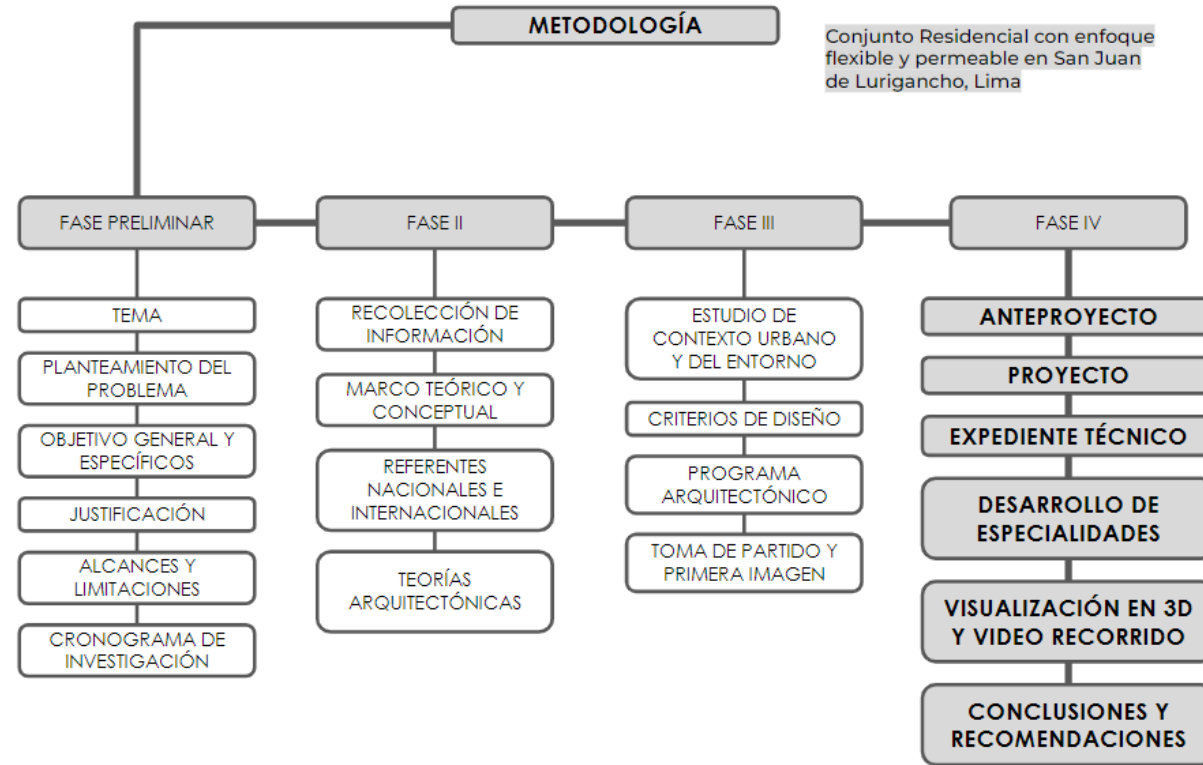 METODOLOGÍA
Conjunto Residencial con enfoque
flexible y permeable en San Juan
de Lurigancho, Lima
FASE PRELIMINAR
TEMA
PLANTEAMIENTO DEL
PROBLEMA
OBJETIVO GENERAL Y
ESPECÍFICOS
JUSTIFICACIÓN
ALCANCES Y
LIMITACIONES
CRONOGRAMA DE
INVESTIGACIÓN
FASE II
RECOLECCIÓN DE
INFORMACIÓN
MARCO TEÓRICO Y
CONCEPTUAL
REFERENTES
NACIONALES E
INTERNACIONALES
TEORÍAS
ARQUITECTÓNICAS
FASE III
ESTUDIO DE
CONTEXTO URBANO
Y DEL ENTORNO
CRITERIOS DE DISEÑO
PROGRAMA
ARQUITECTÓNICO
TOMA DE PARTIDO Y
PRIMERA IMAGEN
FASE IV
ANTEPROYECTO
PROYECTO
EXPEDIENTE TÉCNICO
DESARROLLO DE
ESPECIALIDADES
VISUALIZACIÓN EN 3D
Y VIDEO RECORRIDO
CONCLUSIONES Y
RECOMENDACIONES